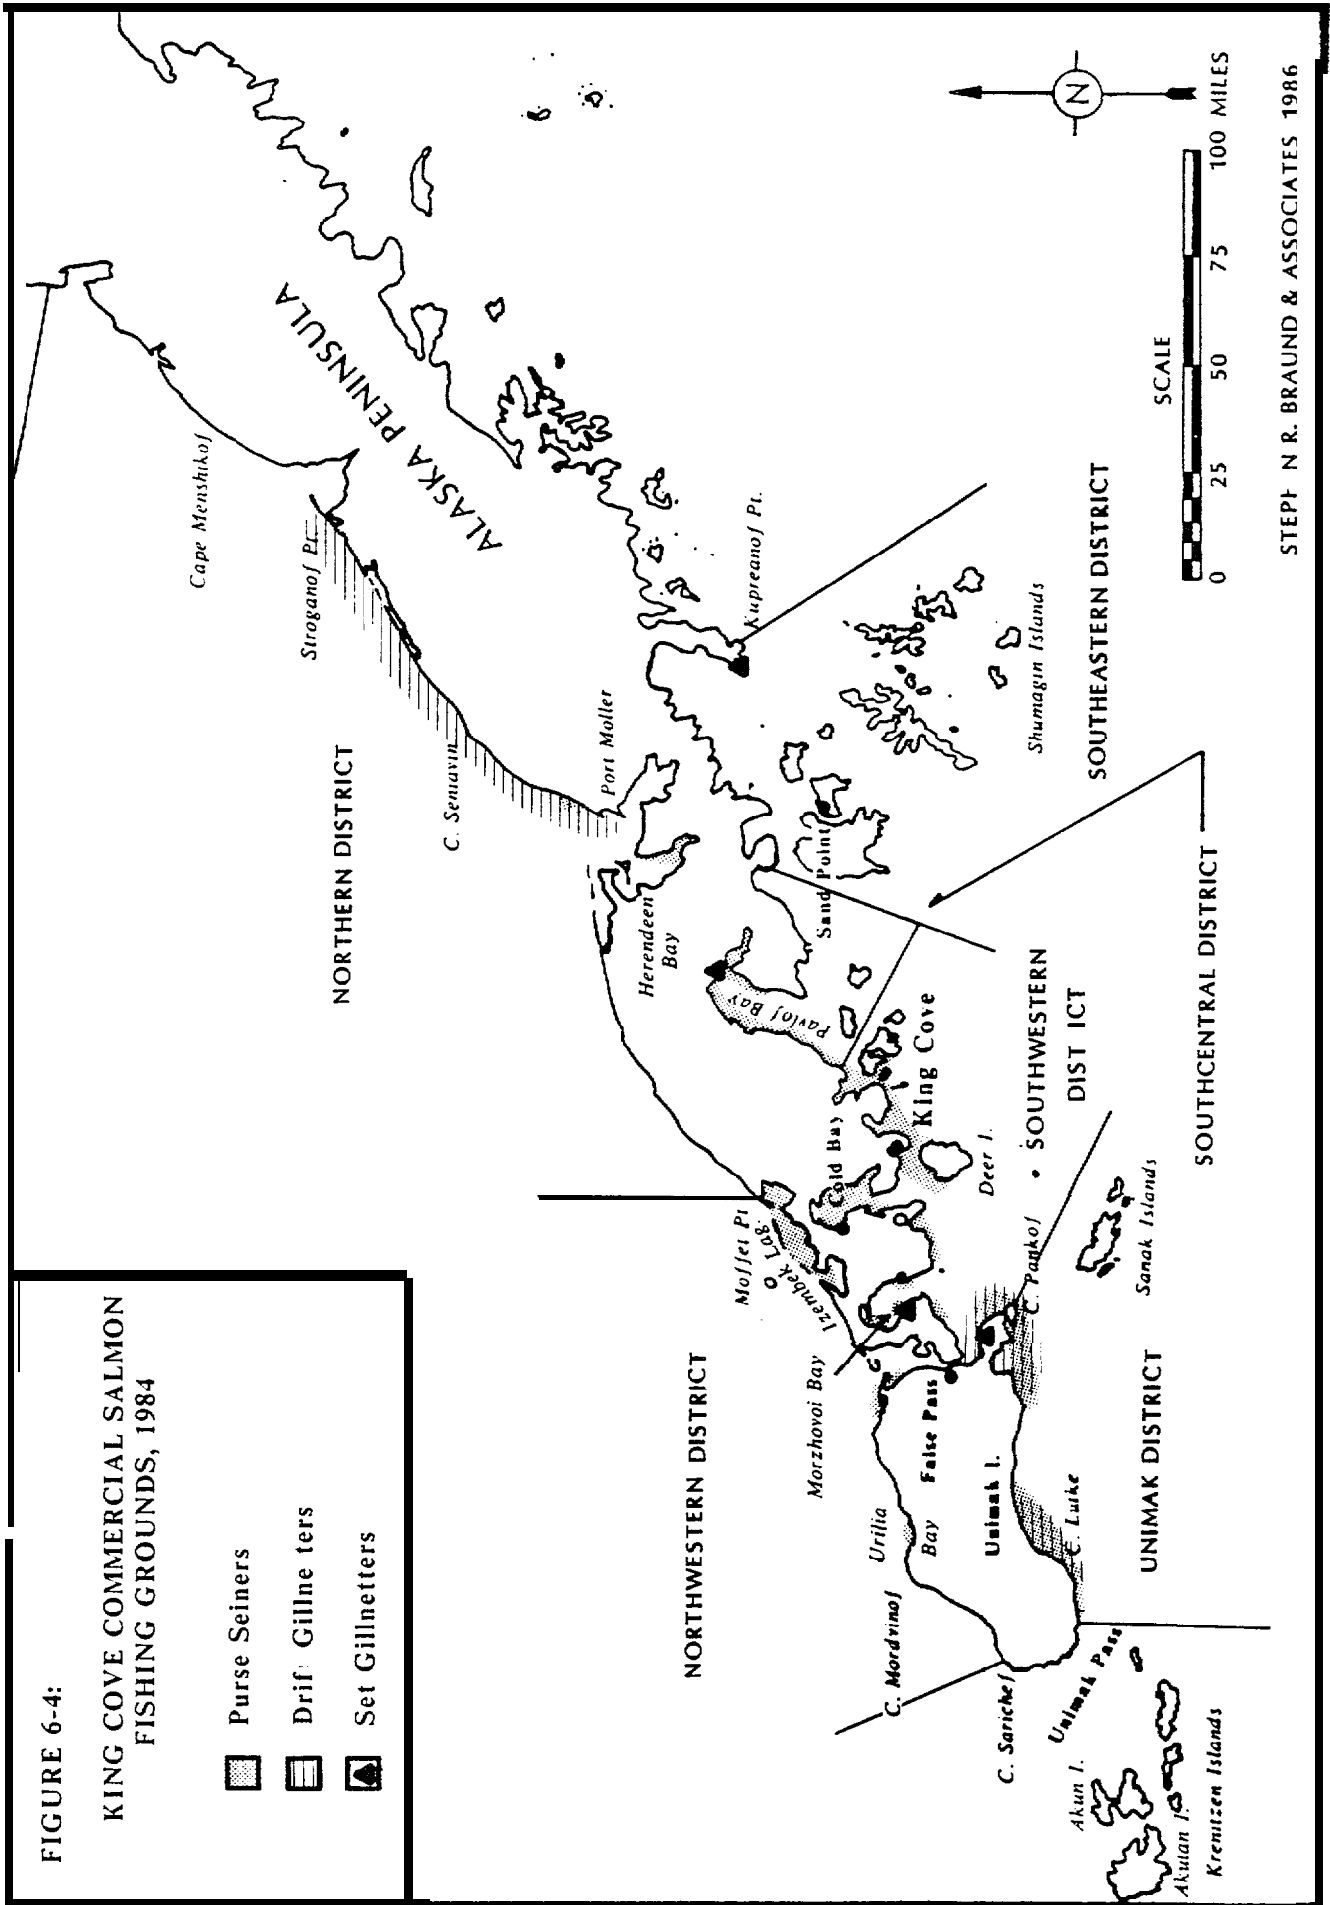 FIGURE 6-4:
KING COVE COMMERCIAL SALMON
FISHING GROUNDS, 1984
Purse Seiners
Drif Gillne ters
Set Gillnetters
NORTHERN DISTRICT
NORTHWESTERN DISTRICT
Cape Menshikof
Stroganof Pt.
C. Seniavin
Port Moller
Herendeen
Bay
ALASKA PENINSULA
Moffet Pt
Izembek Lag.
Morzhovoi Bay
Urilia
Bay
False Pass
Unimak I.
C. Mordvinof
C. Sarichef
Unimak Pass
Akun I.
Akutan I.
Krenitzen Islands
C. Lutke
UNIMAK DISTRICT
C. Pankof
Sanak Islands
Cold Bay
King Cove
Deer I.
Pavlof Bay
Sand Point
Kupreanof Pt.
Shumagin Islands
SOUTHWESTERN
DIST ICT
SOUTHCENTRAL DISTRICT
SOUTHEASTERN DISTRICT
N
SCALE
0 25 50 75 100 MILES
STEPH N R. BRAUND & ASSOCIATES 1986